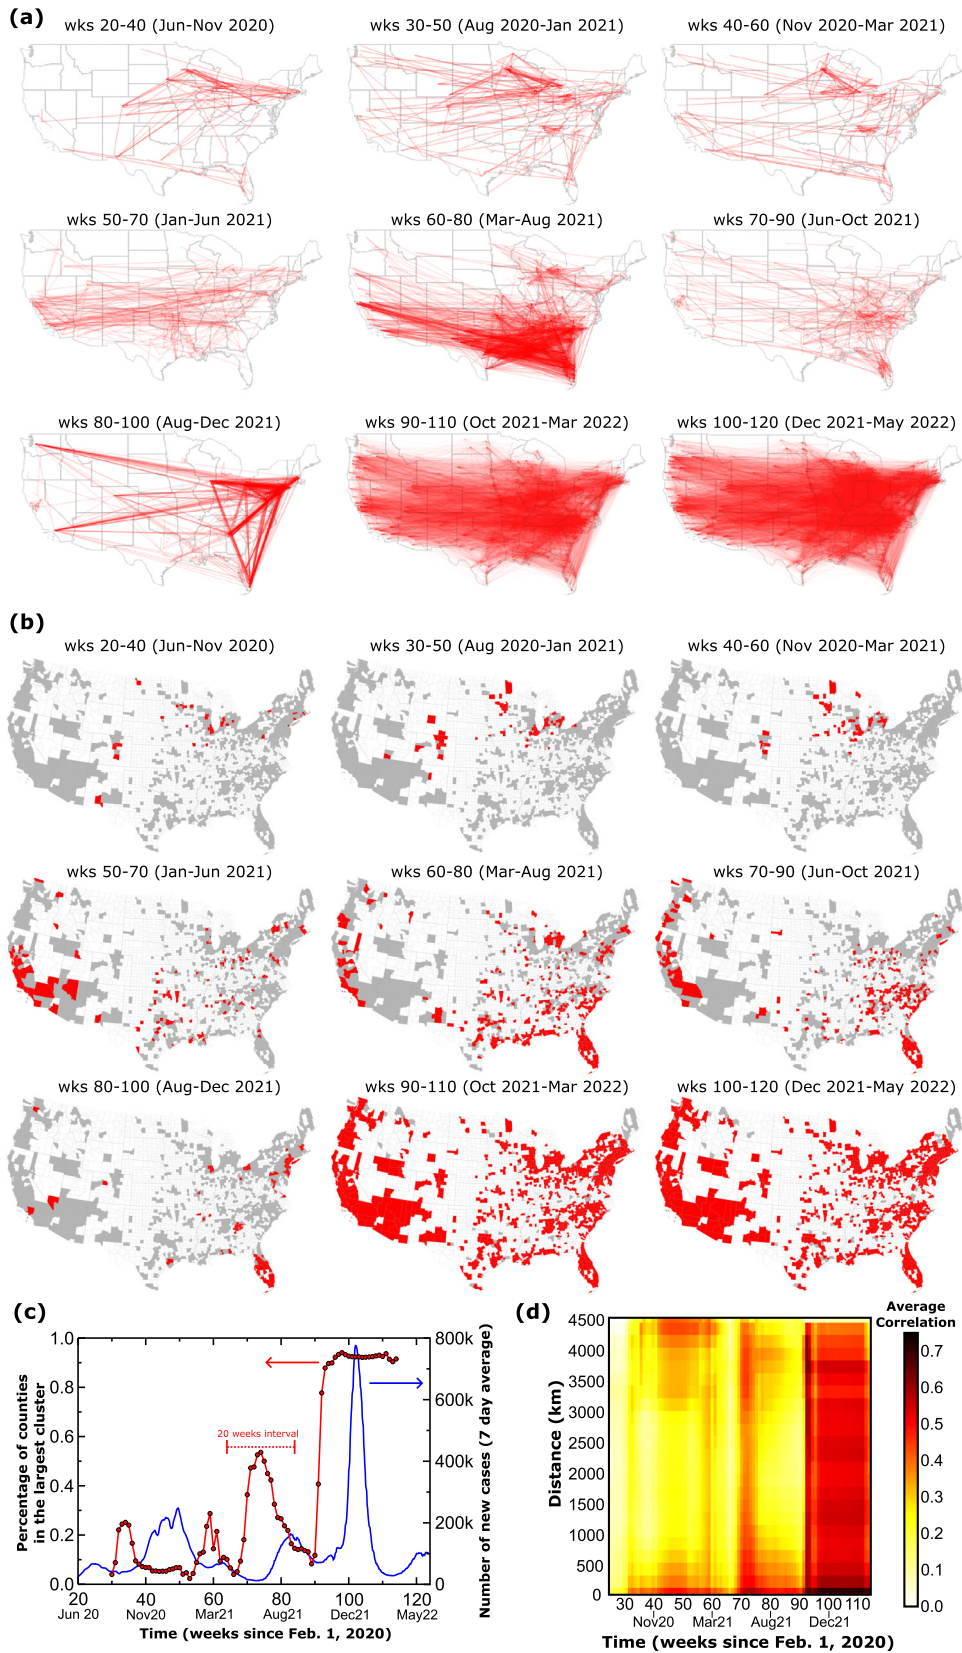 (a)
wks 20-40 (Jun-Nov 2020)
wks 30-50 (Aug 2020-Jan 2021)
wks 40-60 (Nov 2020-Mar 2021)
wks 50-70 (Jan-Jun 2021)
wks 60-80 (Mar-Aug 2021)
wks 70-90 (Jun-Oct 2021)
wks 80-100 (Aug-Dec 2021)
wks 90-110 (Oct 2021-Mar 2022)
wks 100-120 (Dec 2021-May 2022)
(b)
wks 20-40 (Jun-Nov 2020)
wks 30-50 (Aug 2020-Jan 2021)
wks 40-60 (Nov 2020-Mar 2021)
wks 50-70 (Jan-Jun 2021)
wks 60-80 (Mar-Aug 2021)
wks 70-90 (Jun-Oct 2021)
wks 80-100 (Aug-Dec 2021)
wks 90-110 (Oct 2021-Mar 2022)
wks 100-120 (Dec 2021-May 2022)
(c)
Percentage of counties
in the largest cluster
1.0
0.8
0.6
0.4
0.2
0.0
20 weeks interval
800k
600k
400k
200k
0
Number of new cases (7 day average)
20 40 60 80 100 120
Jun 20 Nov20 Mar21 Aug21 Dec21 May22
Time (weeks since Feb. 1, 2020)
(d)
Distance (km)
4500
4000
3500
3000
2500
2000
1500
1000
500
0
30 50 60 70 80 90 100 110
Nov20 Mar21 Aug21 Dec21
Time (weeks since Feb. 1, 2020)
Average
Correlation
0.7
0.6
0.5
0.4
0.3
0.2
0.1
0.0